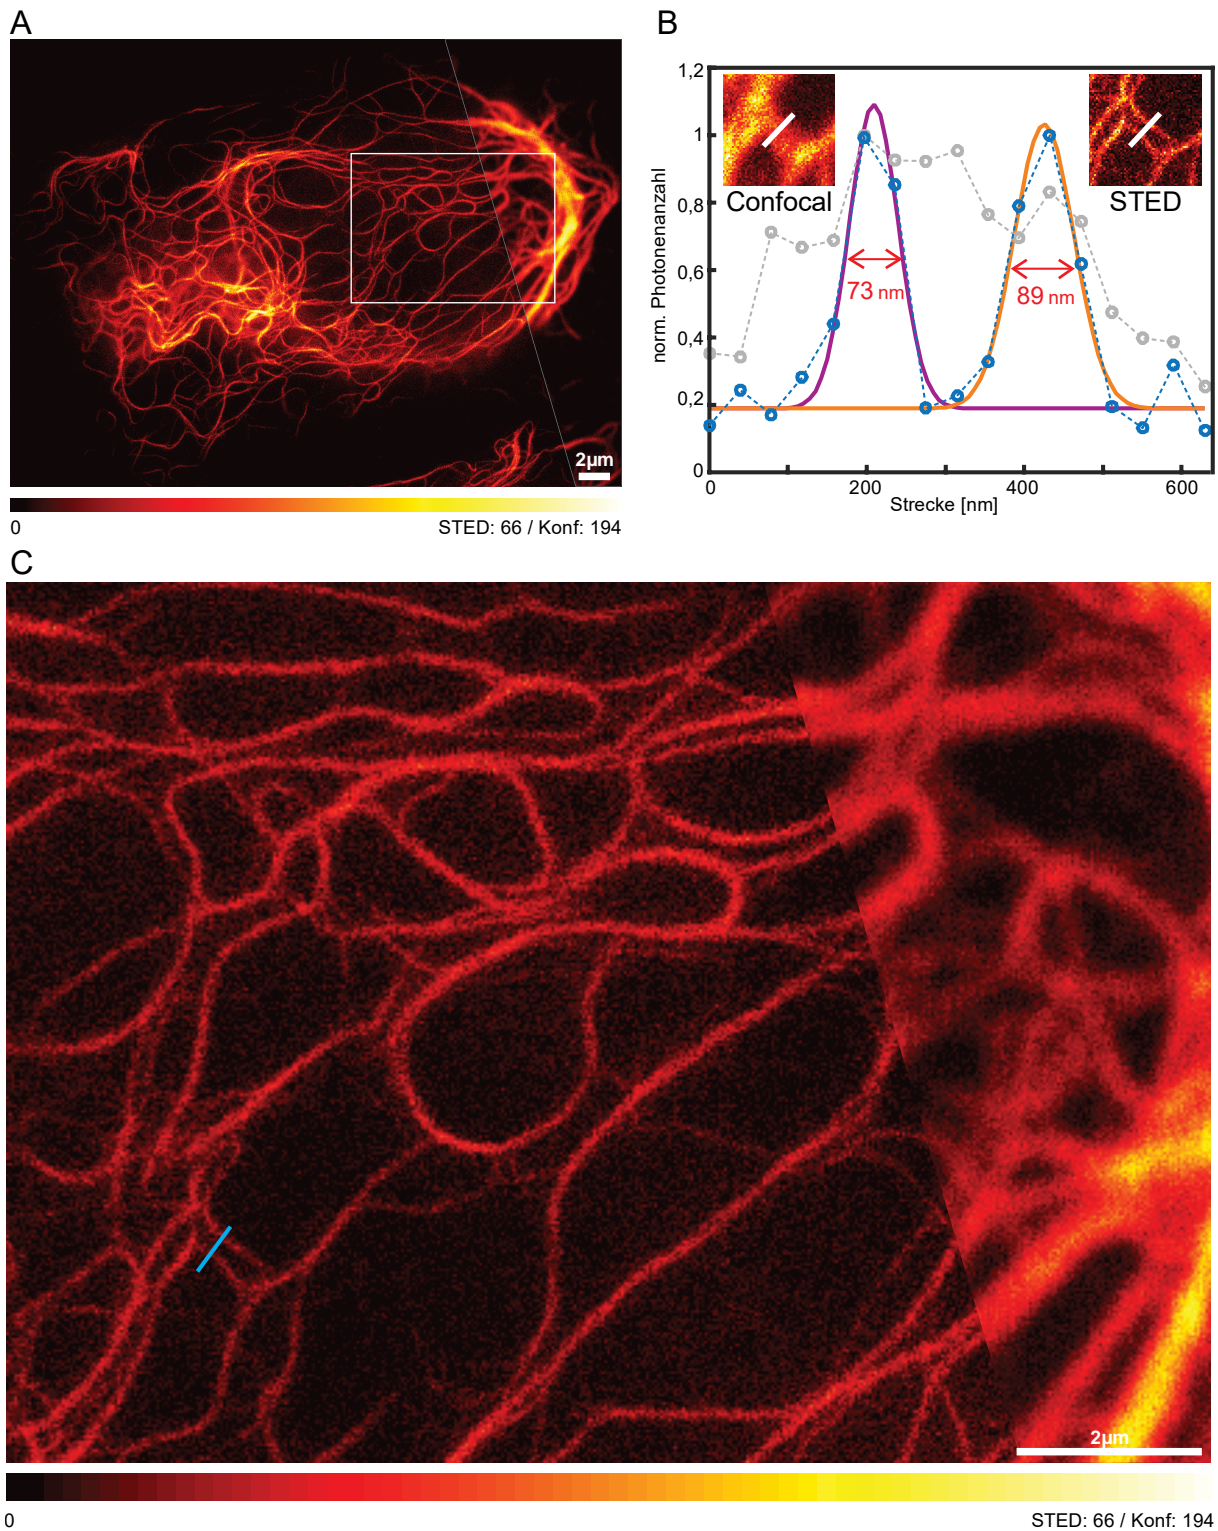 A
2µm
0
STED: 66 / Konf: 194
B
1,2
1
0,8
0,6
0,4
0,2
0
norm. Photonenanzahl
Confocal
STED
73 nm
89 nm
0
200
400
600
Strecke [nm]
C
2µm
0
STED: 66 / Konf: 194